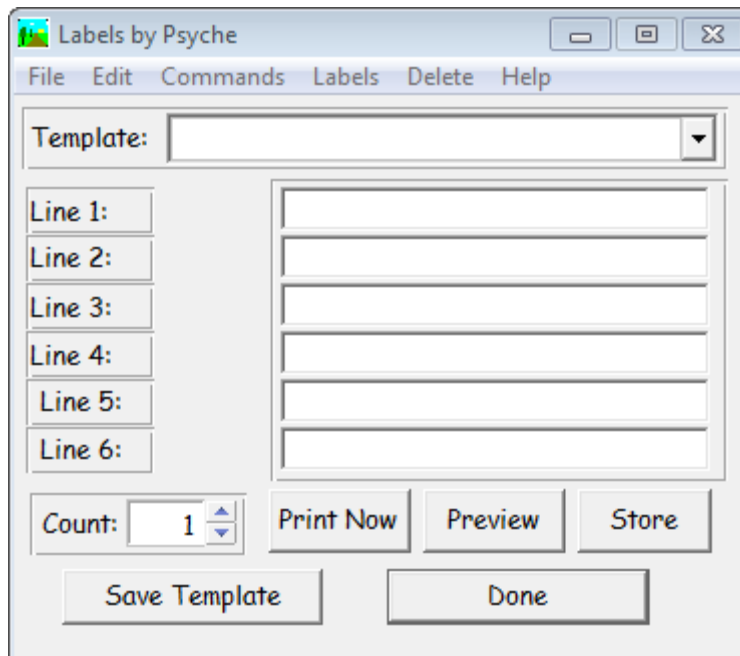 Labels by Psyche
File Edit Commands Labels Delete Help
Template:
Line 1:
Line 2:
Line 3:
Line 4:
Line 5:
Line 6:
Count: 1 Print Now Preview Store
Save Template Done